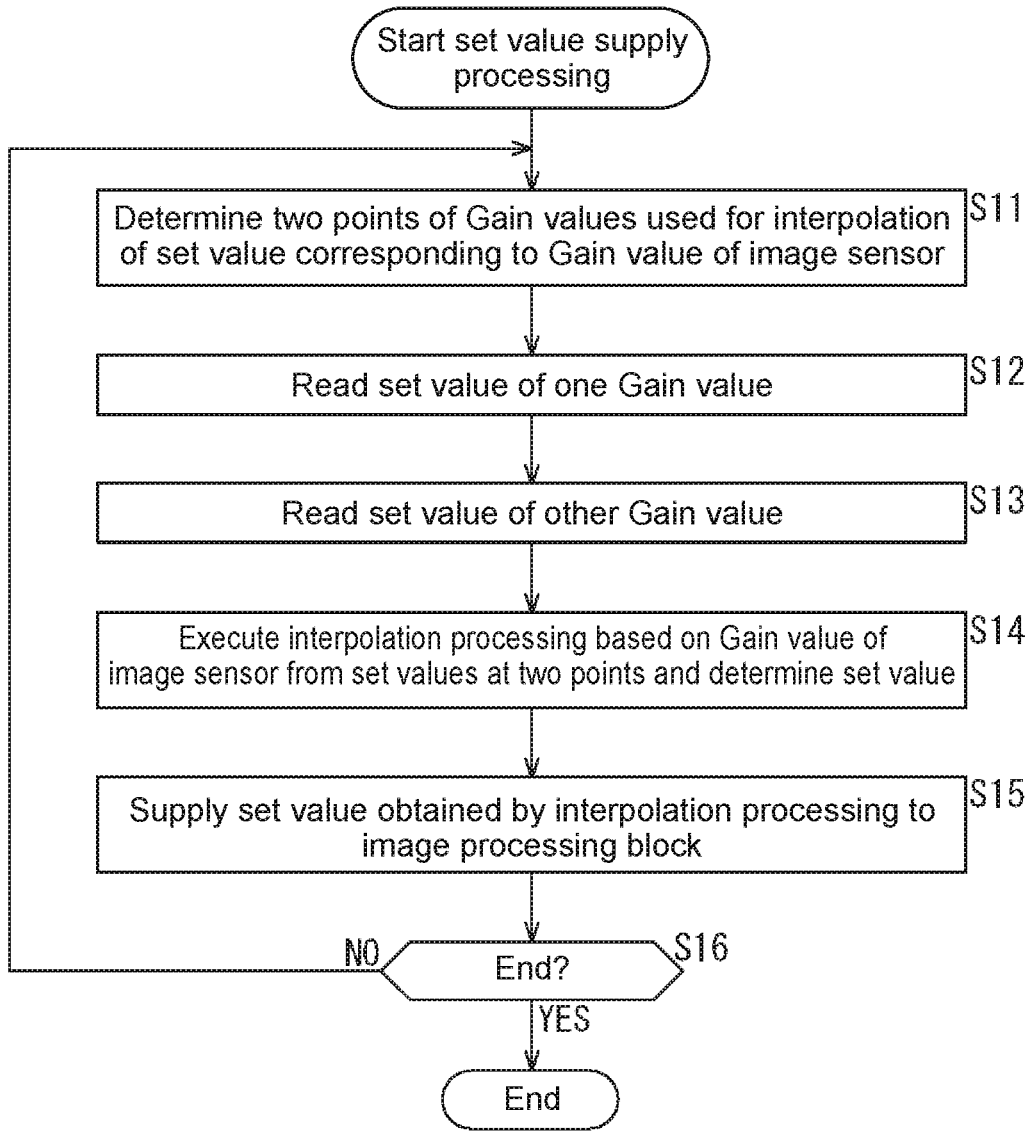 Start set value supply
processing
Determine two points of Gain values used for interpolation
of set value corresponding to Gain value of image sensor
S11
Read set value of one Gain value
S12
Read set value of other Gain value
S13
Execute interpolation processing based on Gain value of
image sensor from set values at two points and determine set value
S14
Supply set value obtained by interpolation processing to
image processing block
S15
NO
End?
S16
YES
End